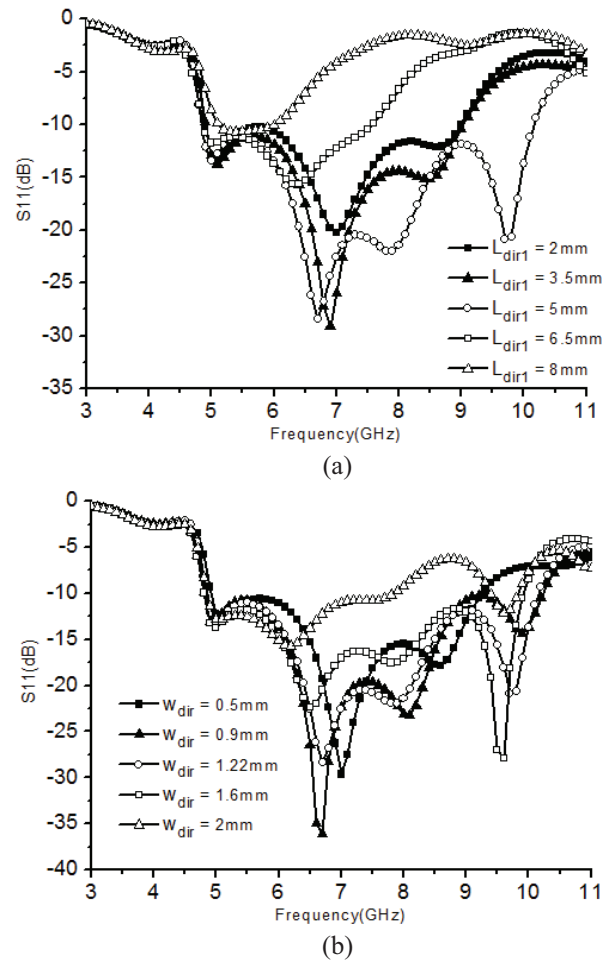 0
-5
-10
-15
-20
-25
-30
-35
S11(dB)
L_dir1 = 2mm
L_dir1 = 3.5mm
L_dir1 = 5mm
L_dir1 = 6.5mm
L_dir1 = 8mm
3 4 5 6 7 8 9 10 11
Frequency(GHz)
(a)
0
-5
-10
-15
-20
-25
-30
-35
-40
S11(dB)
w_dir = 0.5mm
w_dir = 0.9mm
w_dir = 1.22mm
w_dir = 1.6mm
w_dir = 2mm
3 4 5 6 7 8 9 10 11
Frequency(GHz)
(b)